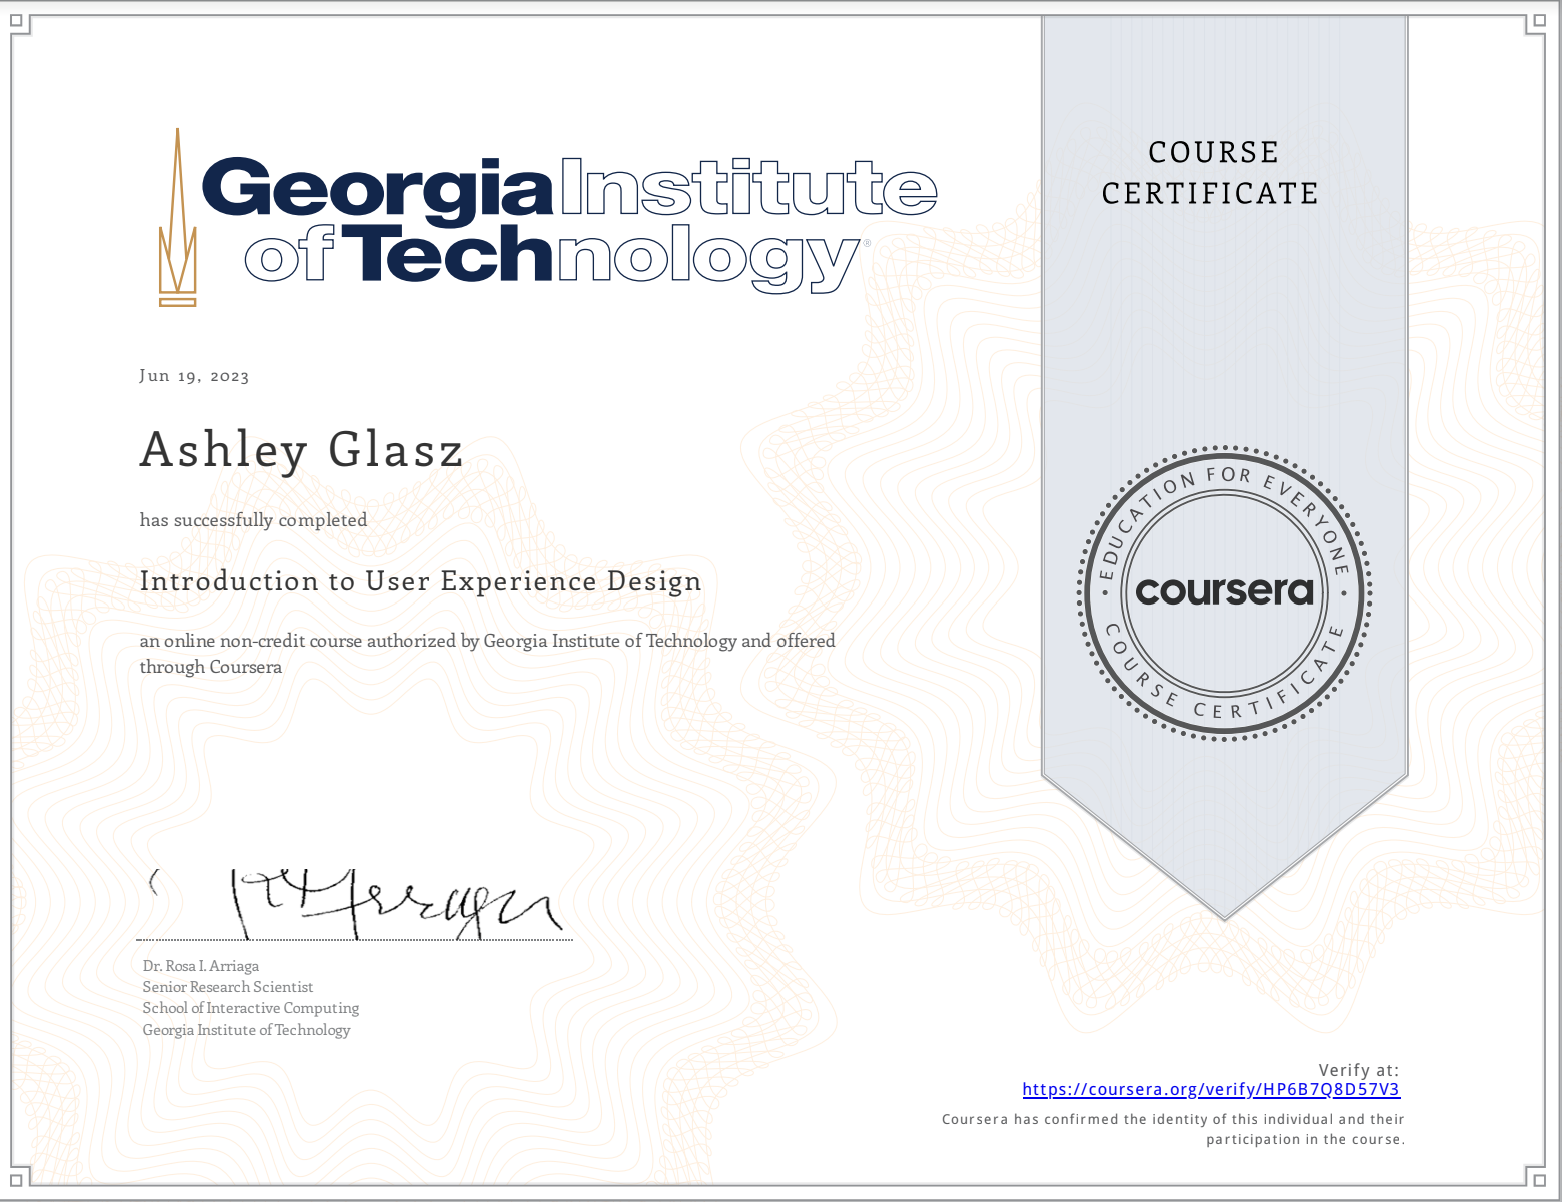 Georgia Institute
of Technology®
COURSE
CERTIFICATE
Jun 19, 2023
Ashley Glasz
has successfully completed
Introduction to User Experience Design
an online non-credit course authorized by Georgia Institute of Technology and offered
through Coursera
EDUCATION FOR EVERYONE
coursera
COURSE CERTIFICATE
Dr. Rosa I. Arriaga
Senior Research Scientist
School of Interactive Computing
Georgia Institute of Technology
Verify at:
https://coursera.org/verify/HP6B7Q8D57V3
Coursera has confirmed the identity of this individual and their
participation in the course.